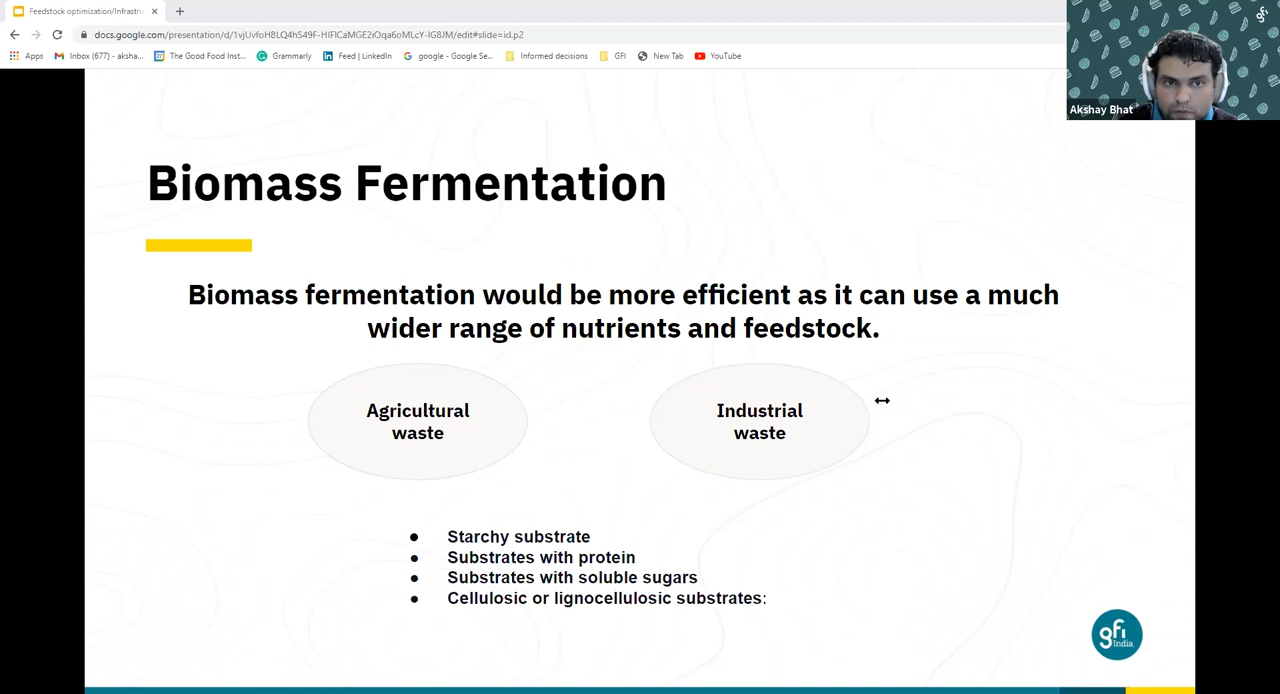 Feedstock optimization/Infrastru
docs.google.com/presentation/d/1vjUvfoH8LQ4hS49F-HIFlCaMGE2iOqa6oMLcY-IG8JM/edit#slide=id.p2
Apps
Inbox (677) - aksha...
The Good Food Inst...
Grammarly
Feed | LinkedIn
google - Google Se...
Informed decisions
GFI
New Tab
YouTube
gfi
Akshay Bhat
Biomass Fermentation
Biomass fermentation would be more efficient as it can use a much
wider range of nutrients and feedstock.
Agricultural
waste
Industrial
waste
● Starchy substrate
● Substrates with protein
● Substrates with soluble sugars
● Cellulosic or lignocellulosic substrates:
gfi
India